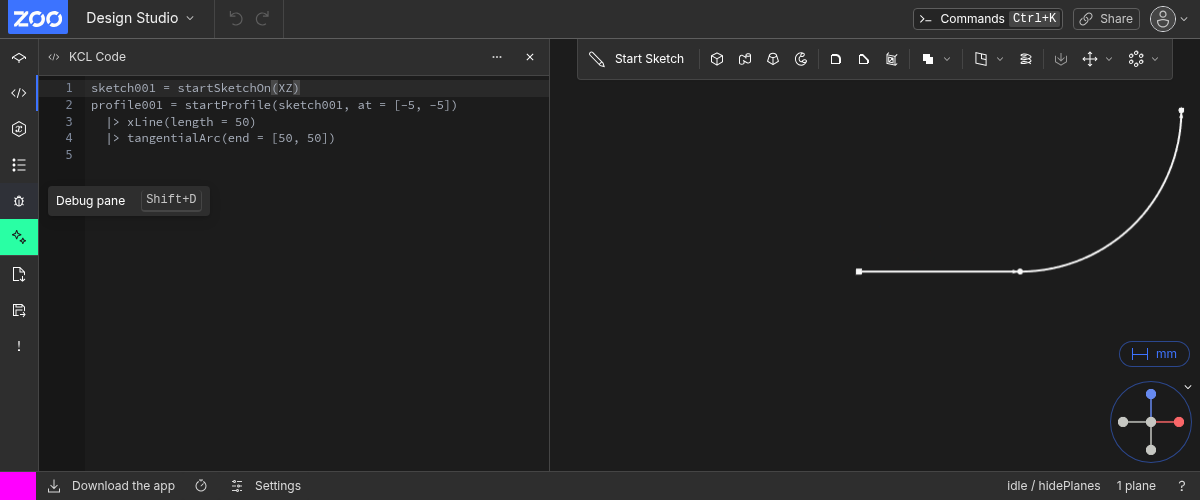 ZOO Design Studio Commands Ctrl+K Share
KCL Code
Start Sketch
1 sketch001 = startSketchOn(XZ)
2 profile001 = startProfile(sketch001, at = [-5, -5])
3 |> xLine(length = 50)
4 |> tangentialArc(end = [50, 50])
5
Debug pane Shift+D
mm
Download the app Settings idle / hidePlanes 1 plane ?